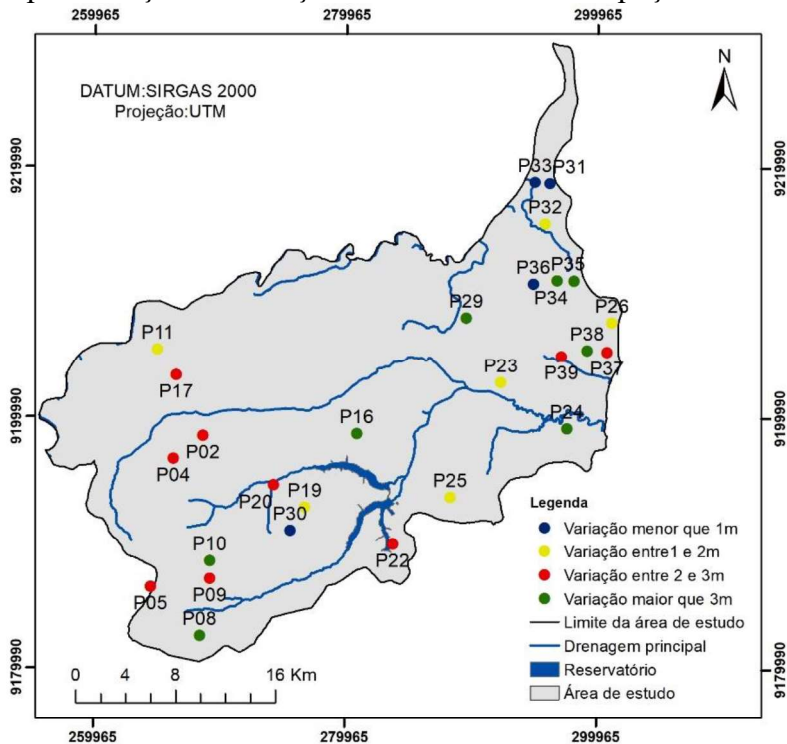 259965
279965
299965
DATUM:SIRGAS 2000
Projeção:UTM
N
9219990
9219990
P33
P31
P32
P36
P35
P34
P29
P26
P11
P38
P17
P23
P39
P37
9199990
9199990
P16
P24
P02
P04
P20
P19
P25
P30
P10
P22
P05
P09
P08
Legenda
Variação menor que 1m
Variação entre1 e 2m
Variação entre 2 e 3m
Variação maior que 3m
Limite da área de estudo
Drenagem principal
Reservatório
Área de estudo
0 4 8 16 Km
9179990
9179990
259965
279965
299965